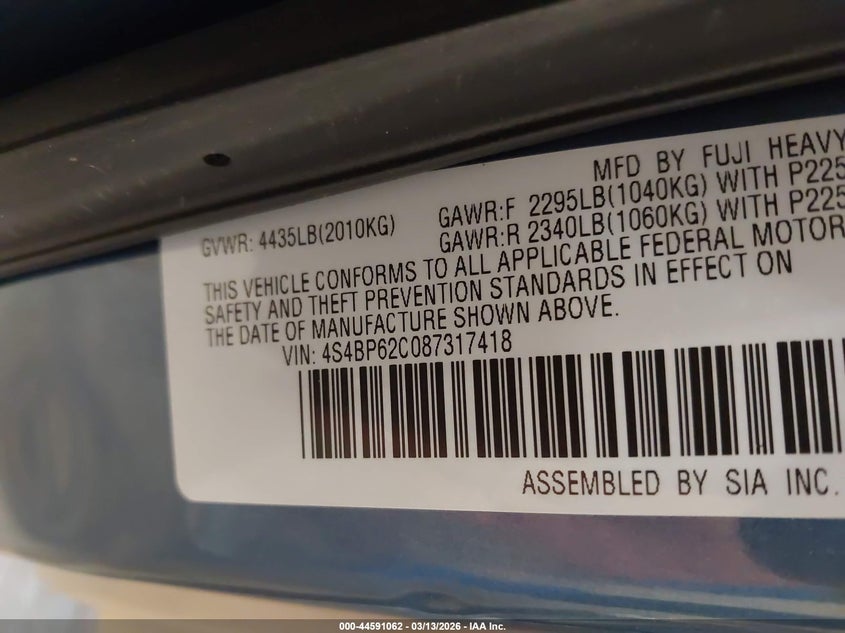 MFD BY FUJI HEAVY
GVWR: 4435LB(2010KG)
GAWR:F 2295LB(1040KG) WITH P225
GAWR:R 2340LB(1060KG) WITH P225
THIS VEHICLE CONFORMS TO ALL APPLICABLE FEDERAL MOTOR
SAFETY AND THEFT PREVENTION STANDARDS IN EFFECT ON
THE DATE OF MANUFACTURE SHOWN ABOVE.
VIN: 4S4BP62C087317418
ASSEMBLED BY SIA INC.
000-44591062 - 03/13/2026 - IAA Inc.